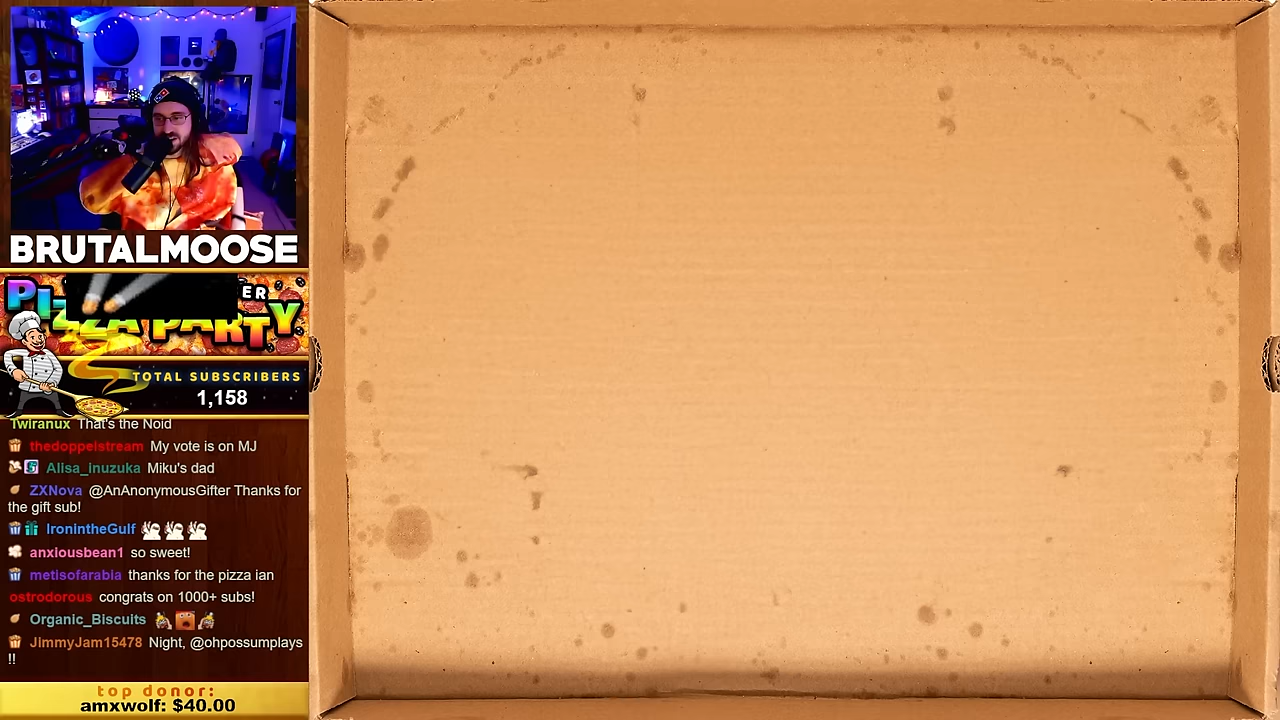 BRUTALMOOSE
ER
PIZZA PARTY
TOTAL SUBSCRIBERS
1,158
Twiranux That's the Noid
thedoppelstream My vote is on MJ
Alisa_inuzuka Miku's dad
ZXNova @AnAnonymousGifter Thanks for
the gift sub!
IronintheGulf
anxiousbean1 so sweet!
metisofarabia thanks for the pizza ian
ostrodorous congrats on 1000+ subs!
Organic_Biscuits
JimmyJam15478 Night, @ohpossumplays
!!
top donor:
amxwolf: $40.00